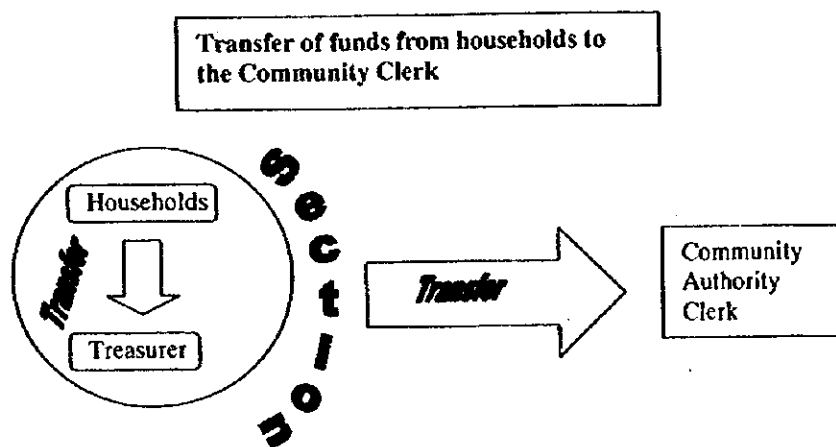 Transfer of funds from households to
the Community Clerk
Households
Transfer
Treasurer
Section
Transfer
Community
Authority
Clerk